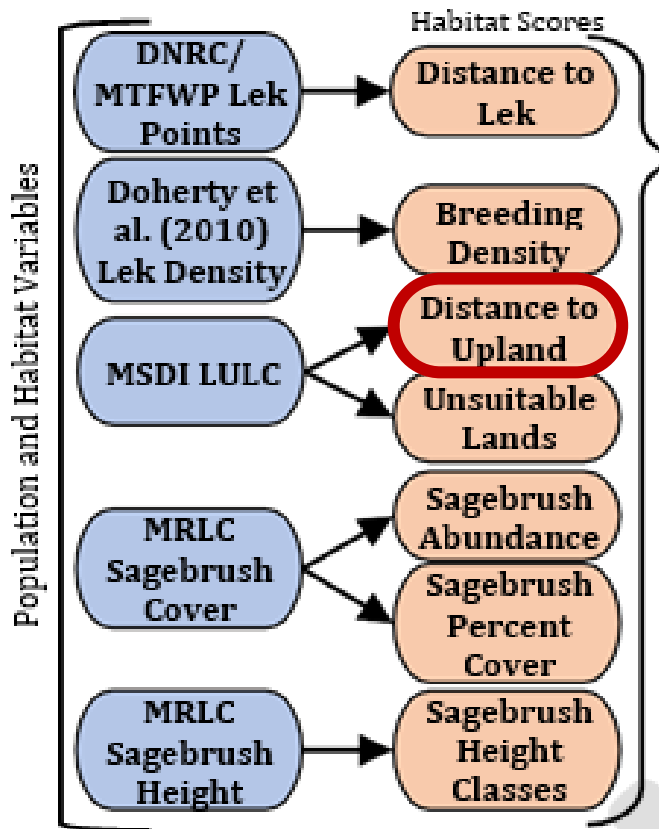 Habitat Scores
Population and Habitat Variables
DNRC/
MTFWP Lek
Points
Distance to
Lek
Doherty et
al. (2010)
Lek Density
Breeding
Density
MSDI LULC
Distance to
Upland
Unsuitable
Lands
MRLC
Sagebrush
Cover
Sagebrush
Abundance
Sagebrush
Percent
Cover
MRLC
Sagebrush
Height
Sagebrush
Height
Classes